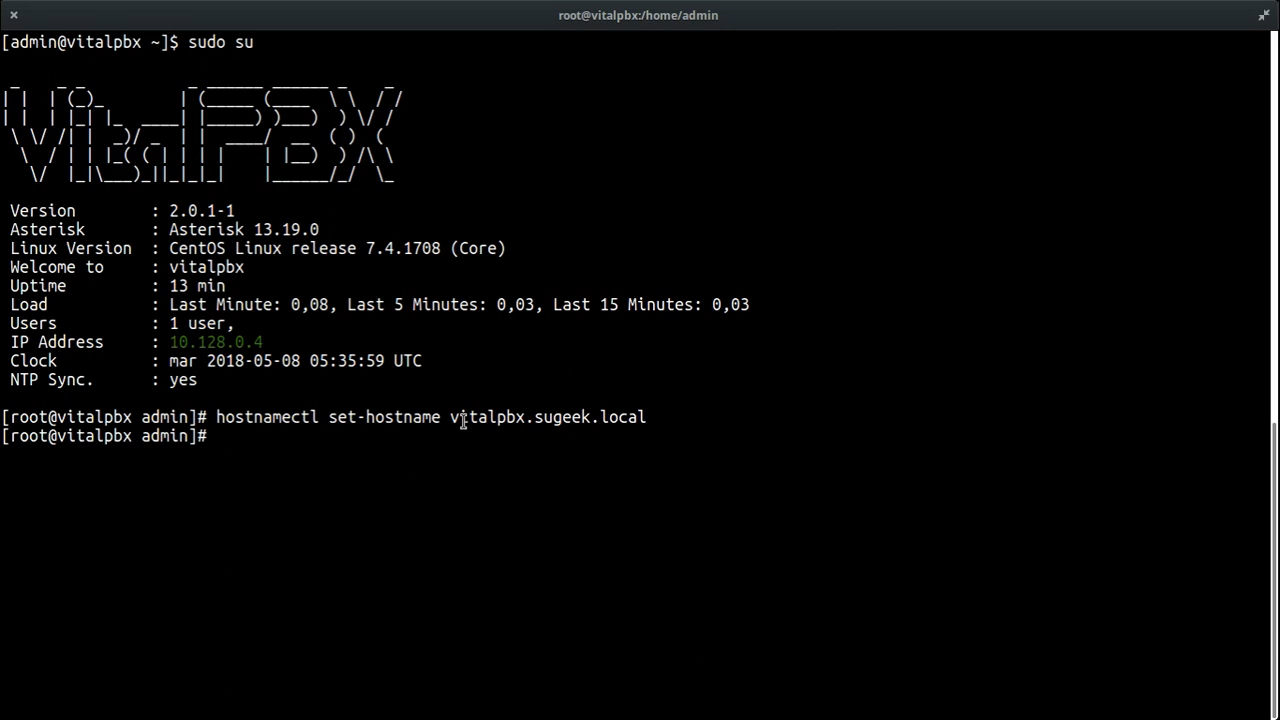 root@vitalpbx:/home/admin
[admin@vitalpbx ~]$ sudo su
VitalPBX
Version : 2.0.1-1
Asterisk : Asterisk 13.19.0
Linux Version : CentOS Linux release 7.4.1708 (Core)
Welcome to : vitalpbx
Uptime : 13 min
Load : Last Minute: 0,08, Last 5 Minutes: 0,03, Last 15 Minutes: 0,03
Users : 1 user,
IP Address : 10.128.0.4
Clock : mar 2018-05-08 05:35:59 UTC
NTP Sync. : yes
[root@vitalpbx admin]# hostnamectl set-hostname vitalpbx.sugeek.local
[root@vitalpbx admin]#